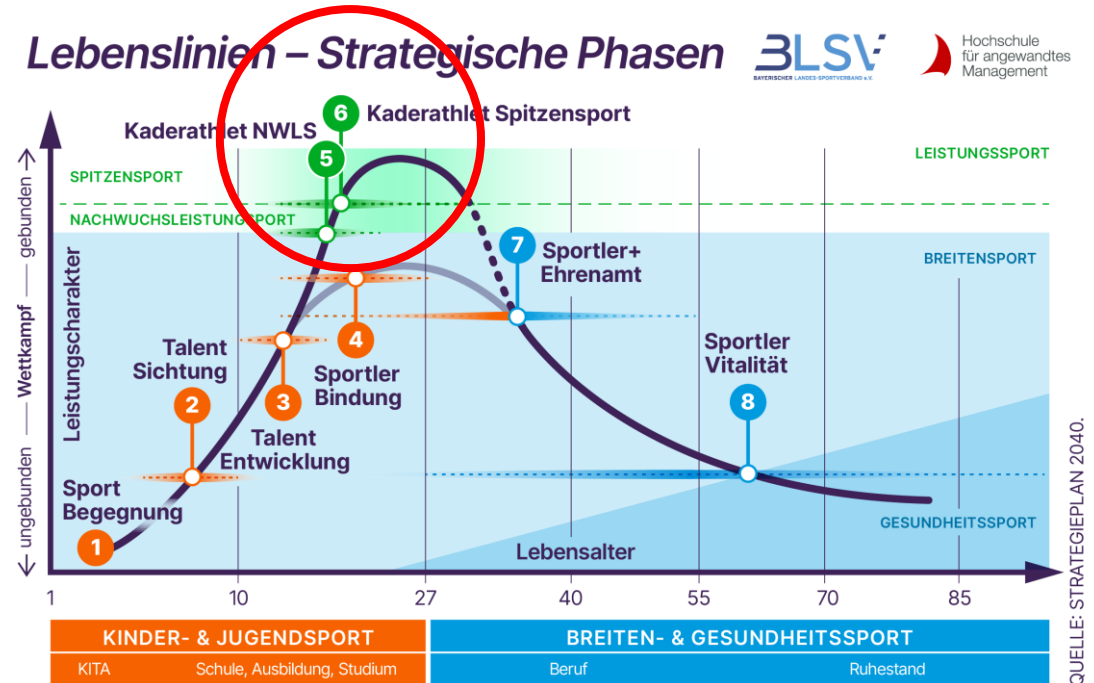 Lebenslinien – Strategische Phasen
BLSV
BAYERISCHER LANDES-SPORTVERBAND e.V.
Hochschule
für angewandtes
Management
6 Kaderathlet Spitzensport
Kaderathlet NWLS
5
LEISTUNGSSPORT
SPITZENSPORT
NACHWUCHSLEISTUNGSPORT
BREITENSPORT
7 Sportler+
Ehrenamt
4
Sportler
Bindung
Talent
Sichtung
2
3
Talent
Entwicklung
Sportler
Vitalität
8
Sport
Begegnung
1
GESUNDHEITSSPORT
Lebensalter
Leistungscharakter
ungebunden — Wettkampf — gebunden
1 10 27 40 55 70 85
KINDER- & JUGENDSPORT
BREITEN- & GESUNDHEITSSPORT
KITA Schule, Ausbildung, Studium
Beruf Ruhestand
QUELLE: STRATEGIEPLAN 2040.